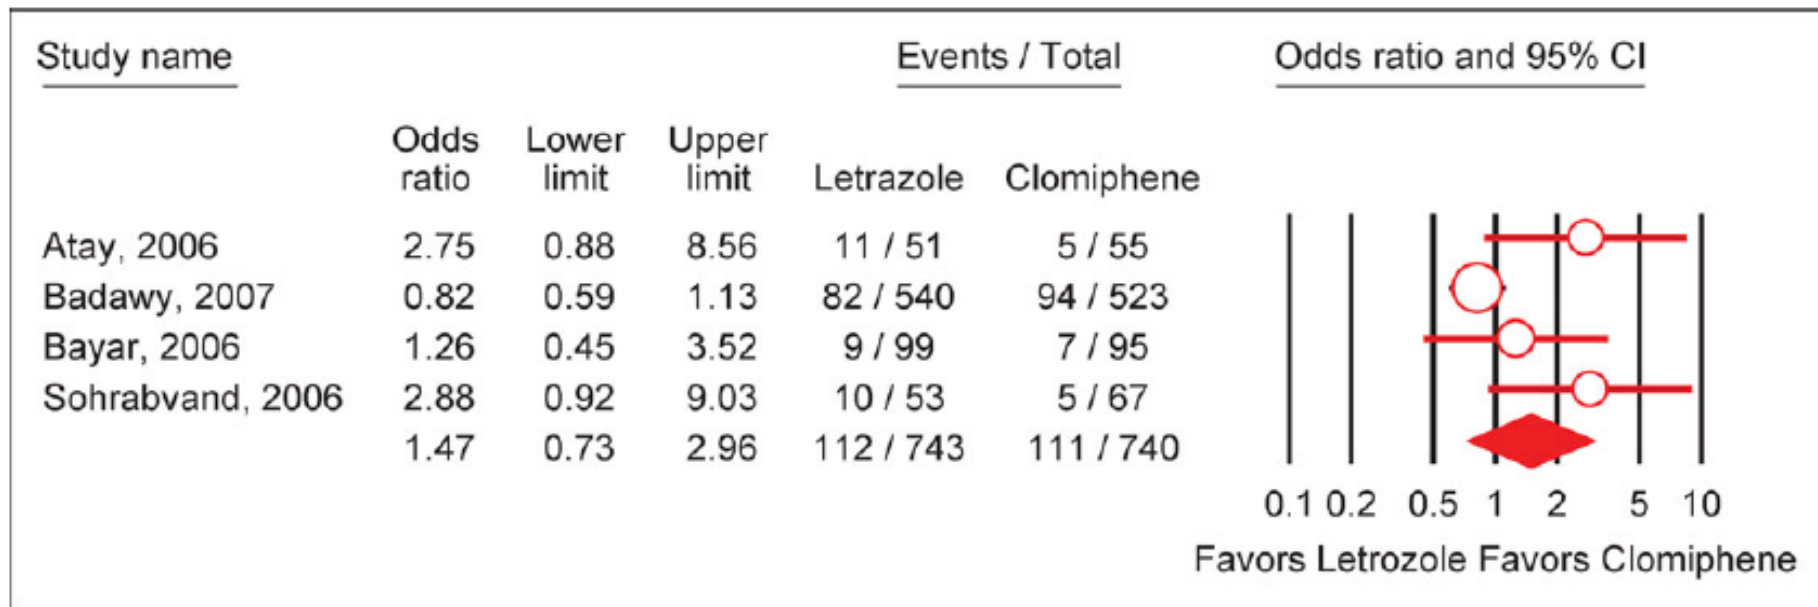 Study name Events / Total Odds ratio and 95% CI
Odds Lower Upper
ratio limit limit Letrazole Clomiphene
Atay, 2006 2.75 0.88 8.56 11 / 51 5 / 55
Badawy, 2007 0.82 0.59 1.13 82 / 540 94 / 523
Bayar, 2006 1.26 0.45 3.52 9 / 99 7 / 95
Sohrabvand, 2006 2.88 0.92 9.03 10 / 53 5 / 67
1.47 0.73 2.96 112 / 743 111 / 740
0.1 0.2 0.5 1 2 5 10
Favors Letrozole Favors Clomiphene